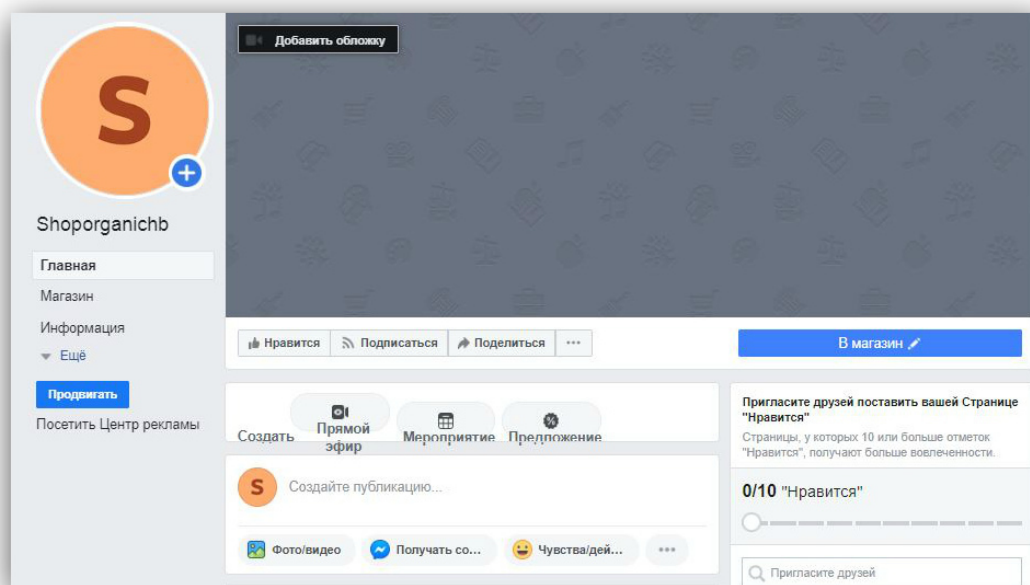 S
Добавить обложку
Shoporganichb
Главная
Магазин
Информация
Ещё
Продвигать
Посетить Центр рекламы
Нравится
Подписаться
Поделиться
...
В магазин
Создать
Прямой
эфир
Мероприятие
Предложение
S
Создайте публикацию...
Фото/видео
Получать со...
Чувства/дей...
...
Пригласите друзей поставить вашей Странице
"Нравится"
Страницы, у которых 10 или больше отметок
"Нравится", получают больше вовлеченности.
0/10 "Нравится"
Пригласите друзей